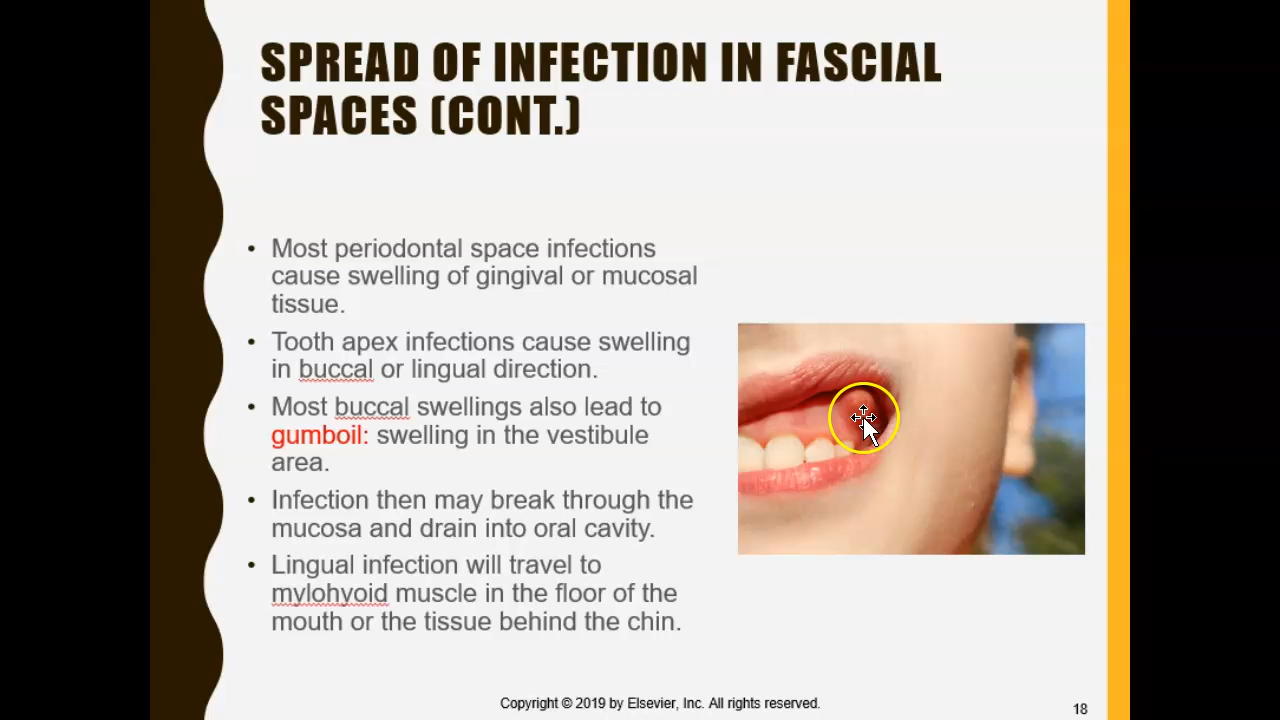 SPREAD OF INFECTION IN FASCIAL
SPACES (CONT.)
• Most periodontal space infections
cause swelling of gingival or mucosal
tissue.
• Tooth apex infections cause swelling
in buccal or lingual direction.
• Most buccal swellings also lead to
gumboil: swelling in the vestibule
area.
• Infection then may break through the
mucosa and drain into oral cavity.
• Lingual infection will travel to
mylohyoid muscle in the floor of the
mouth or the tissue behind the chin.
Copyright © 2019 by Elsevier, Inc. All rights reserved.
18